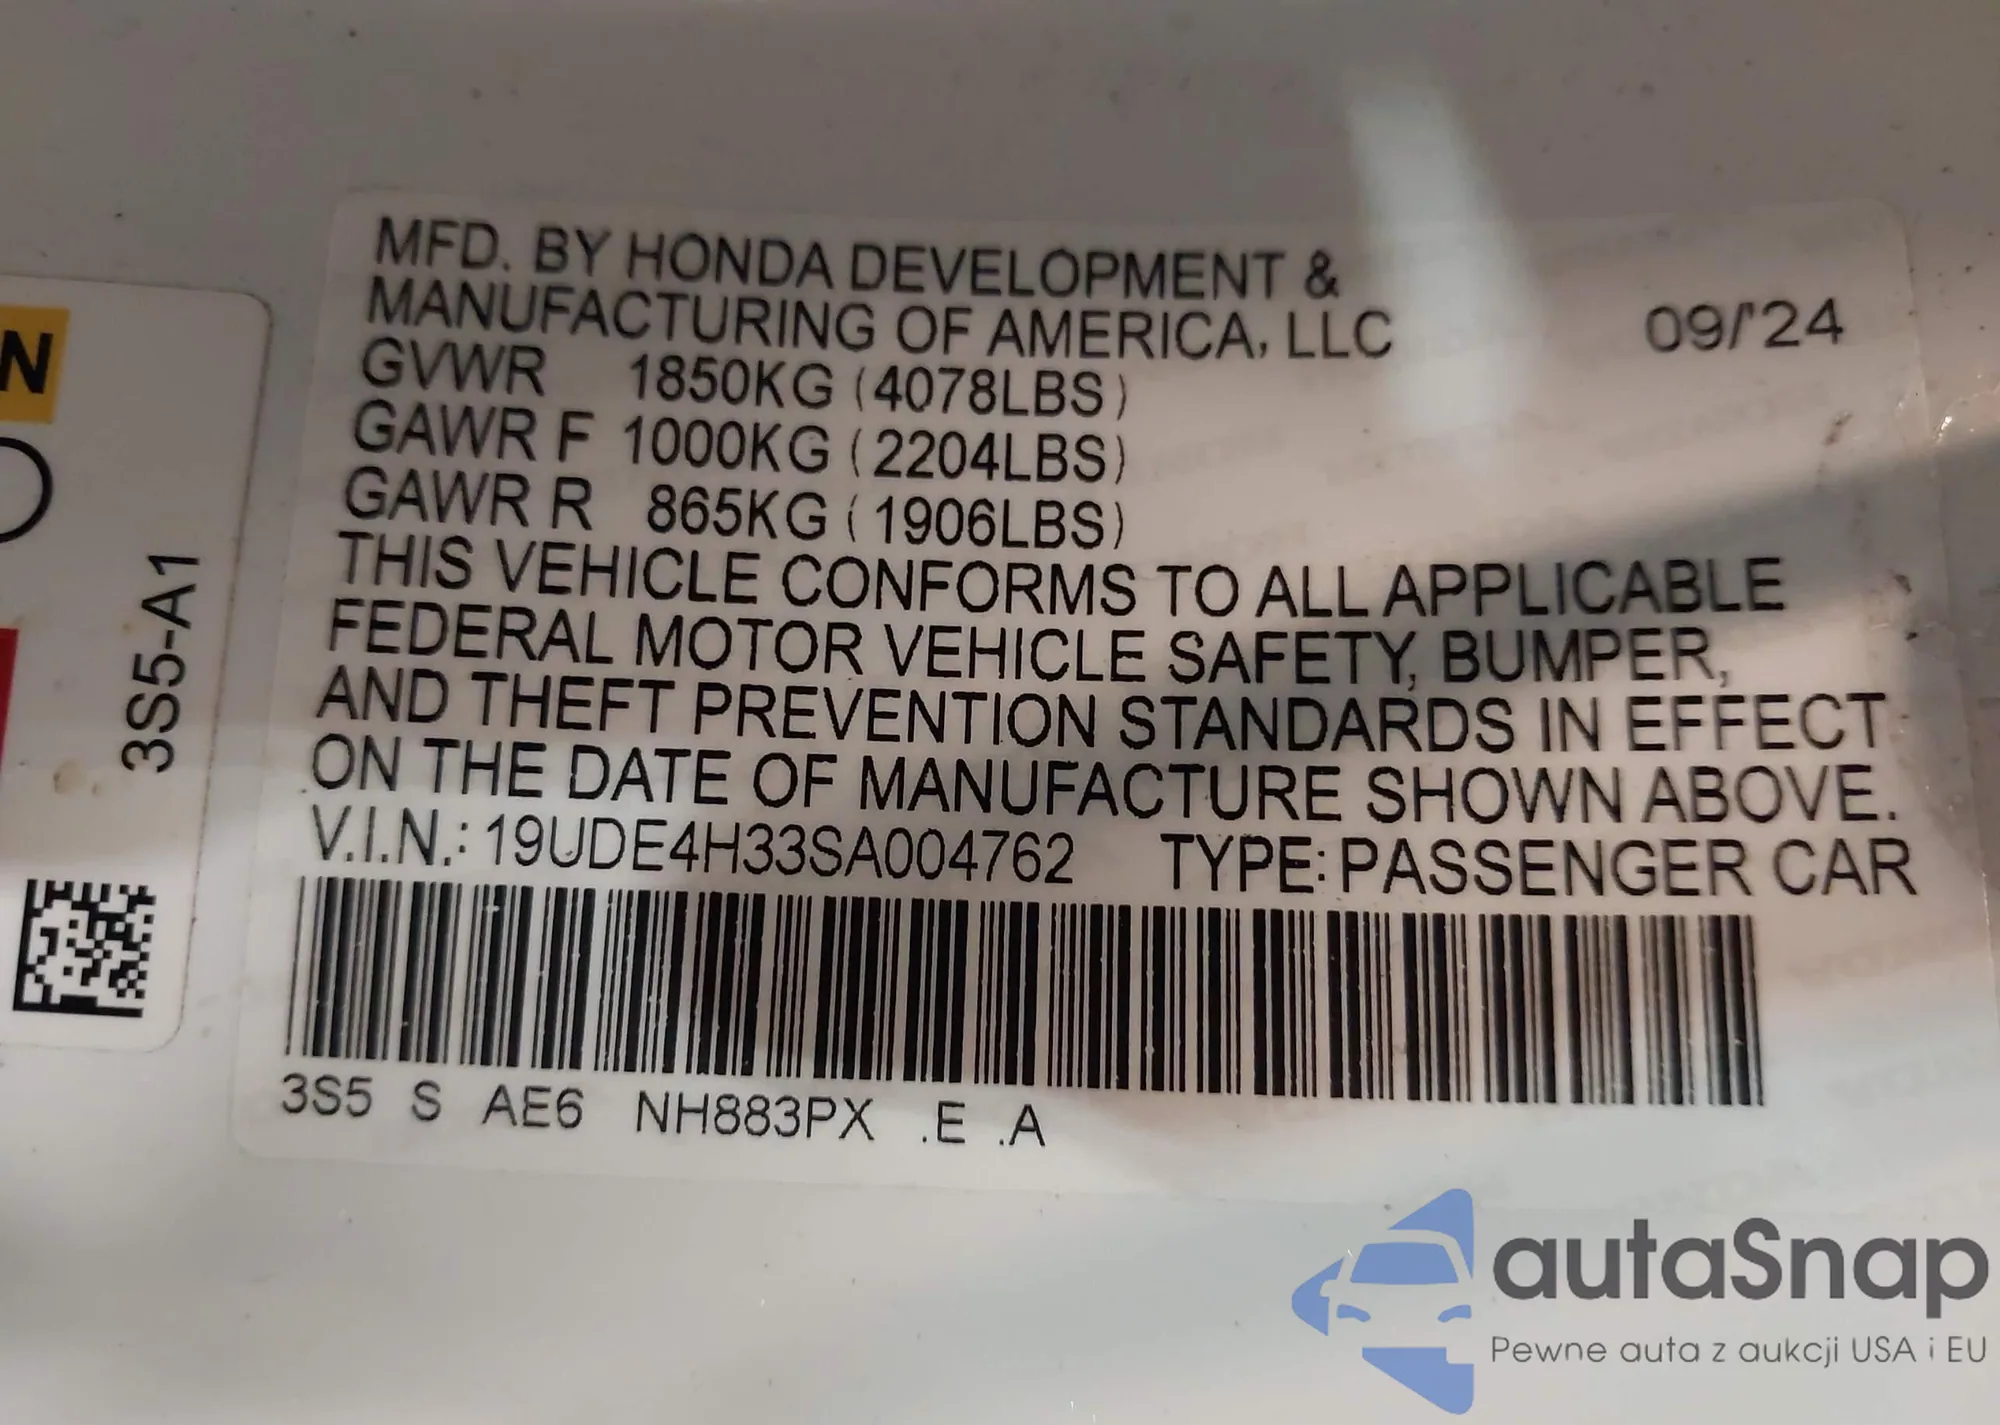 MFD. BY HONDA DEVELOPMENT &
MANUFACTURING OF AMERICA, LLC 09/'24
GVWR 1850KG (4078LBS)
GAWR F 1000KG (2204LBS)
GAWR R 865KG (1906LBS)
THIS VEHICLE CONFORMS TO ALL APPLICABLE
FEDERAL MOTOR VEHICLE SAFETY, BUMPER,
AND THEFT PREVENTION STANDARDS IN EFFECT
ON THE DATE OF MANUFACTURE SHOWN ABOVE.
V.I.N.: 19UDE4H33SA004762 TYPE: PASSENGER CAR
3S5 S AE6 NH883PX .E .A
N
3S5-A1
autaSnap
Pewne auta z aukcji USA i EU